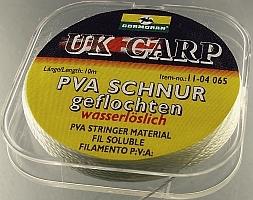 CORMORAN
UK CARP
Länge/Length: 10m
Item-no.: 11-04 065
PVA SCHNUR
geflochten
wasserlöslich
PVA STRINGER MATERIAL
FIL SOLUBLE
FILAMENTO P:V:A: